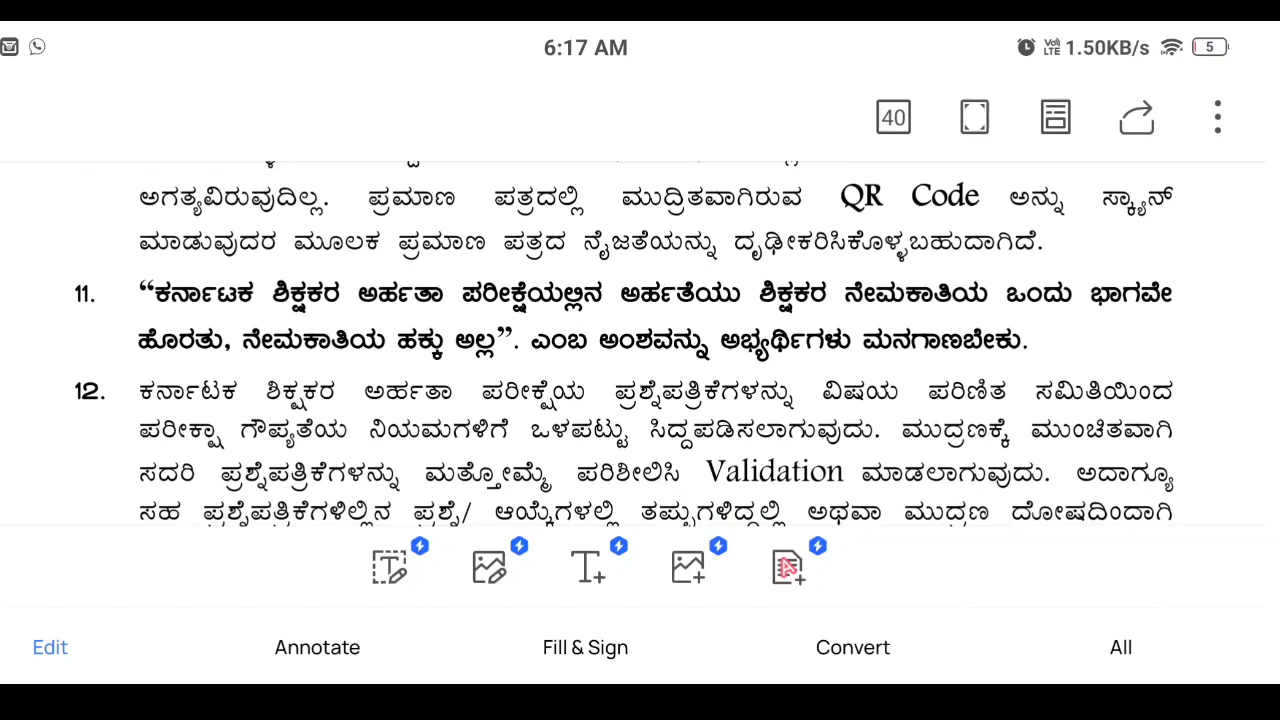 6:17 AM
VoI) LTE 1.50KB/s 5
40
ಅಗತ್ಯವಿರುವುದಿಲ್ಲ. ಪ್ರಮಾಣ ಪತ್ರದಲ್ಲಿ ಮುದ್ರಿತವಾಗಿರುವ QR Code ಅನ್ನು ಸ್ಕ್ಯಾನ್
ಮಾಡುವುದರ ಮೂಲಕ ಪ್ರಮಾಣ ಪತ್ರದ ನೈಜತೆಯನ್ನು ದೃಢೀಕರಿಸಿಕೊಳ್ಳಬಹುದಾಗಿದೆ.
11. “ಕರ್ನಾಟಕ ಶಿಕ್ಷಕರ ಅರ್ಹತಾ ಪರೀಕ್ಷೆಯಲ್ಲಿನ ಅರ್ಹತೆಯು ಶಿಕ್ಷಕರ ನೇಮಕಾತಿಯ ಒಂದು ಭಾಗವೇ
ಹೊರತು, ನೇಮಕಾತಿಯ ಹಕ್ಕು ಅಲ್ಲ”. ಎಂಬ ಅಂಶವನ್ನು ಅಭ್ಯರ್ಥಿಗಳು ಮನಗಾಣಬೇಕು.
12. ಕರ್ನಾಟಕ ಶಿಕ್ಷಕರ ಅರ್ಹತಾ ಪರೀಕ್ಷೆಯ ಪ್ರಶ್ನೆಪತ್ರಿಕೆಗಳನ್ನು ವಿಷಯ ಪರಿಣಿತ ಸಮಿತಿಯಿಂದ
ಪರೀಕ್ಷಾ ಗೌಪ್ಯತೆಯ ನಿಯಮಗಳಿಗೆ ಒಳಪಟ್ಟು ಸಿದ್ದಪಡಿಸಲಾಗುವುದು. ಮುದ್ರಣಕ್ಕೆ ಮುಂಚಿತವಾಗಿ
ಸದರಿ ಪ್ರಶ್ನೆಪತ್ರಿಕೆಗಳನ್ನು ಮತ್ತೋಮ್ಮೆ ಪರಿಶೀಲಿಸಿ Validation ಮಾಡಲಾಗುವುದು. ಅದಾಗ್ಯೂ
ಸಹ ಪ್ರಶ್ನೆಪತ್ರಿಕೆಗಳಿಲ್ಲಿನ ಪ್ರಶ್ನೆ/ ಆಯ್ಕೆಗಳಲ್ಲಿ ತಪ್ಪುಗಳಿದ್ದಲ್ಲಿ ಅಥವಾ ಮುದ್ರಣ ದೋಷದಿಂದಾಗಿ
Edit Annotate Fill & Sign Convert All